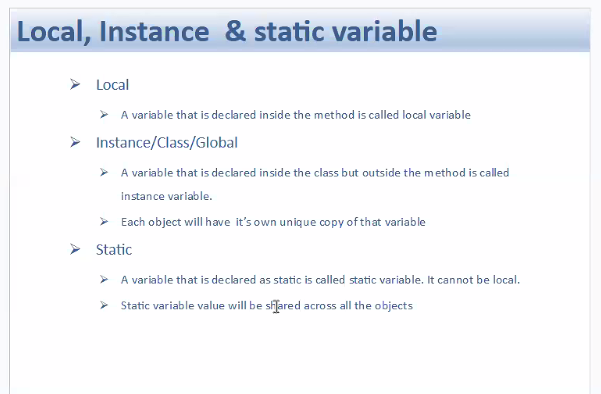 Local, Instance & static variable
Local
A variable that is declared inside the method is called local variable
Instance/Class/Global
A variable that is declared inside the class but outside the method is called
instance variable.
Each object will have it's own unique copy of that variable
Static
A variable that is declared as static is called static variable. It cannot be local.
Static variable value will be shared across all the objects